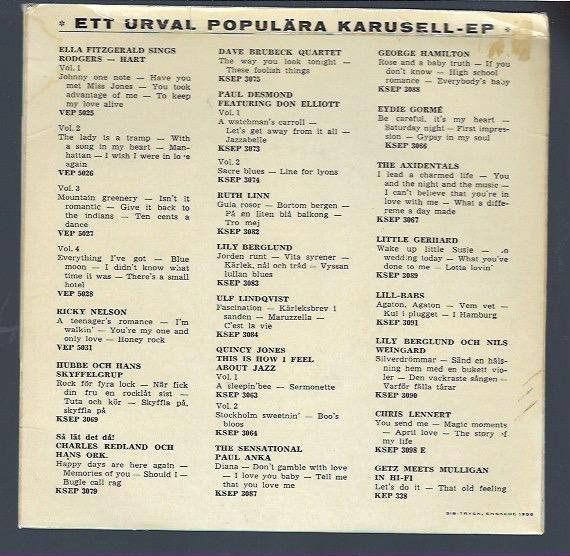 * ETT URVAL POPULÄRA KARUSELL-EP *
ELLA FITZGERALD SINGS
RODGERS — HART
Vol. 1
Johnny one note — Have you
met Miss Jones — You took
advantage of me — To keep
my love alive
VEP 5025
Vol. 2
The lady is a tramp — With
a song in my heart — Man-
hattan — I wish I were in love
again
VEP 5026
Vol. 3
Mountain greenery — Isn't it
romantic — Give it back to
the indians — Ten cents a
dance
VEP 5027
Vol. 4
Everything I've got — Blue
moon — I didn't know what
time it was — There's a small
hotel
VEP 5028
RICKY NELSON
A teenager's romance — I'm
walkin' — You're my one and
only love — Honey rock
VEP 5031
HUBBE OCH HANS
SKYFFELGRUP
Rock för fyra lock — När fick
din fru en rocklåt sist —
Tuta och kör — Skyffla på,
skyffla på
KSEP 3069
Så lät det då!
CHARLES REDLAND OCH
HANS ORK.
Happy days are here again —
Memories of you — Should I —
Bugle call rag
KSEP 3079
DAVE BRUBECK QUARTET
The way you look tonight —
These foolish things
KSEP 3075
PAUL DESMOND
FEATURING DON ELLIOTT
Vol. 1
A watchman's carroll —
Let's get away from it all —
Jazzabelle
KSEP 3073
Vol. 2
Sacre blues — Line for lyons
KSEP 3074
RUTH LINN
Gula rosor — Bortom bergen —
På en liten blå balkong —
Tro mej
KSEP 3082
LILY BERGLUND
Jorden runt — Vita syrener —
Kärlek, nål och tråd — Vyssan
lullan blues
KSEP 3083
ULF LINDQVIST
Fascination — Kärleksbrev i
sanden — Maruzzella —
C'est la vie
KSEP 3084
QUINCY JONES
THIS IS HOW I FEEL
ABOUT JAZZ
Vol. 1
A sleepin'bee — Sermonette
KSEP 3063
Vol. 2
Stockholm sweetnin' — Boo's
bloos
KSEP 3064
THE SENSATIONAL
PAUL ANKA
Diana — Don't gamble with love
— I love you baby — Tell me
that you love me
KSEP 3087
GEORGE HAMILTON
Rose and a baby truth — If you
don't know — High school
romance — Everybody's baby
KSEP 3088
EYDIE GORMÉ
Be careful, it's my heart —
Saturday night — First impres-
sion — Gypsy in my soul
KSEP 3066
THE AXIDENTALS
I lead a charmed life — You
and the night and the music —
I can't believe that you're in
love with me — What a diffe-
rence a day made
KSEP 3067
LITTLE GERHARD
Wake up little Susie —
wedding today — What you've
done to me — Lotta lovin'
KSEP 3089
LILL-BABS
Agaton, Agaton — Vem vet —
Kul i plugget — I Hamburg
KSEP 3091
LILY BERGLUND OCH NILS
WEINGARD
Silverdrömmar — Sänd en häls-
ning hem med en bukett vio-
ler — Den vackraste sången —
Varför fälla tårar
KSEP 3090
CHRIS LENNERT
You send me — Magic moments
— April love — The story of
my life
KSEP 3098 E
GETZ MEETS MULLIGAN
IN HI-FI
Let's do it — That old feeling
KEP 338
SIB-TRYCK, ENSKEDE 1958